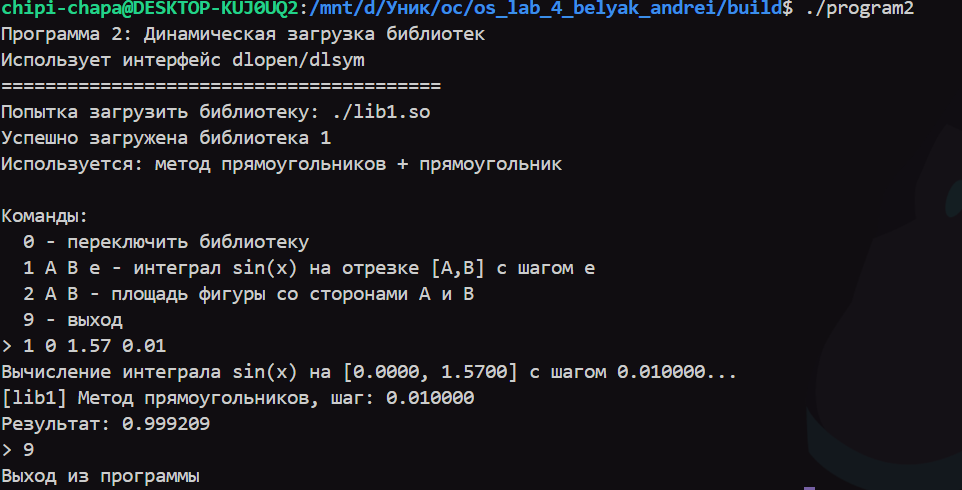 chipi-chapa@DESKTOP-KUJ0UQ2:/mnt/d/Уник/ос/os_lab_4_belyak_andrei/build$ ./program2
Программа 2: Динамическая загрузка библиотек
Использует интерфейс dlopen/dlsym
========================================
Попытка загрузить библиотеку: ./lib1.so
Успешно загружена библиотека 1
Используется: метод прямоугольников + прямоугольник

Команды:
  0 - переключить библиотеку
  1 A B e - интеграл sin(x) на отрезке [A,B] с шагом e
  2 A B - площадь фигуры со сторонами A и B
  9 - выход
> 1 0 1.57 0.01
Вычисление интеграла sin(x) на [0.0000, 1.5700] с шагом 0.010000...
[lib1] Метод прямоугольников, шаг: 0.010000
Результат: 0.999209
> 9
Выход из программы